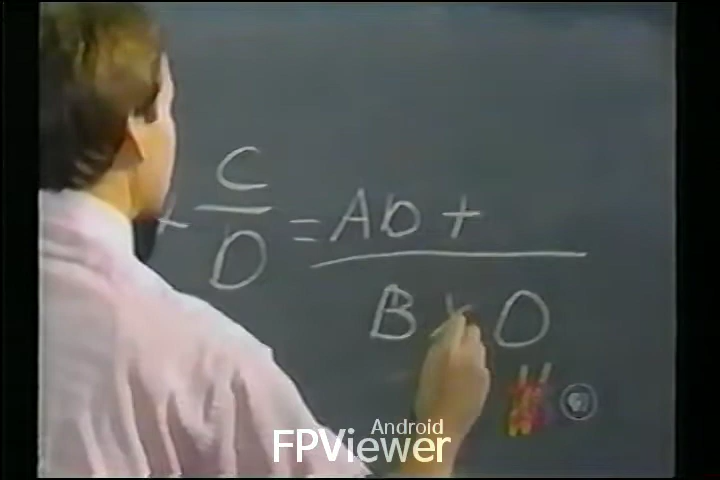 + C/D = AD +
B + D
Android
FPViewer